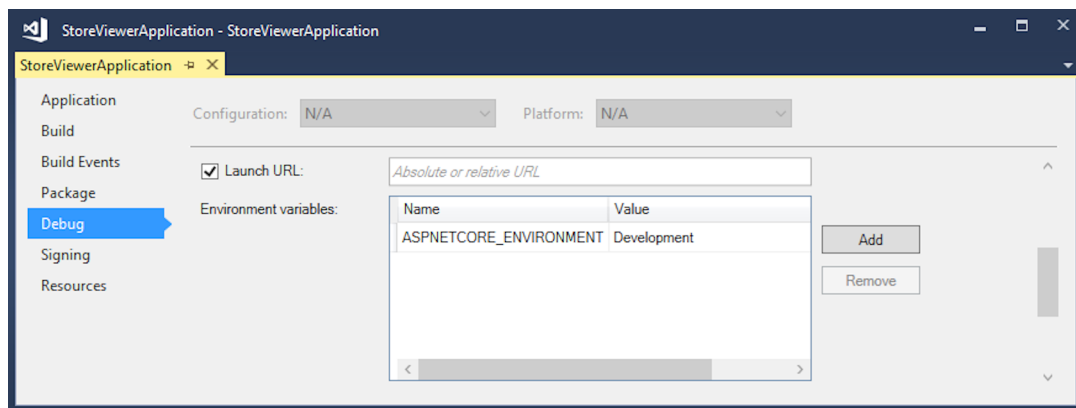 StoreViewerApplication - StoreViewerApplication
StoreViewerApplication
Application
Build
Build Events
Package
Debug
Signing
Resources
Configuration: N/A Platform: N/A
Launch URL: Absolute or relative URL
Environment variables:
Name Value
ASPNETCORE_ENVIRONMENT Development
Add
Remove